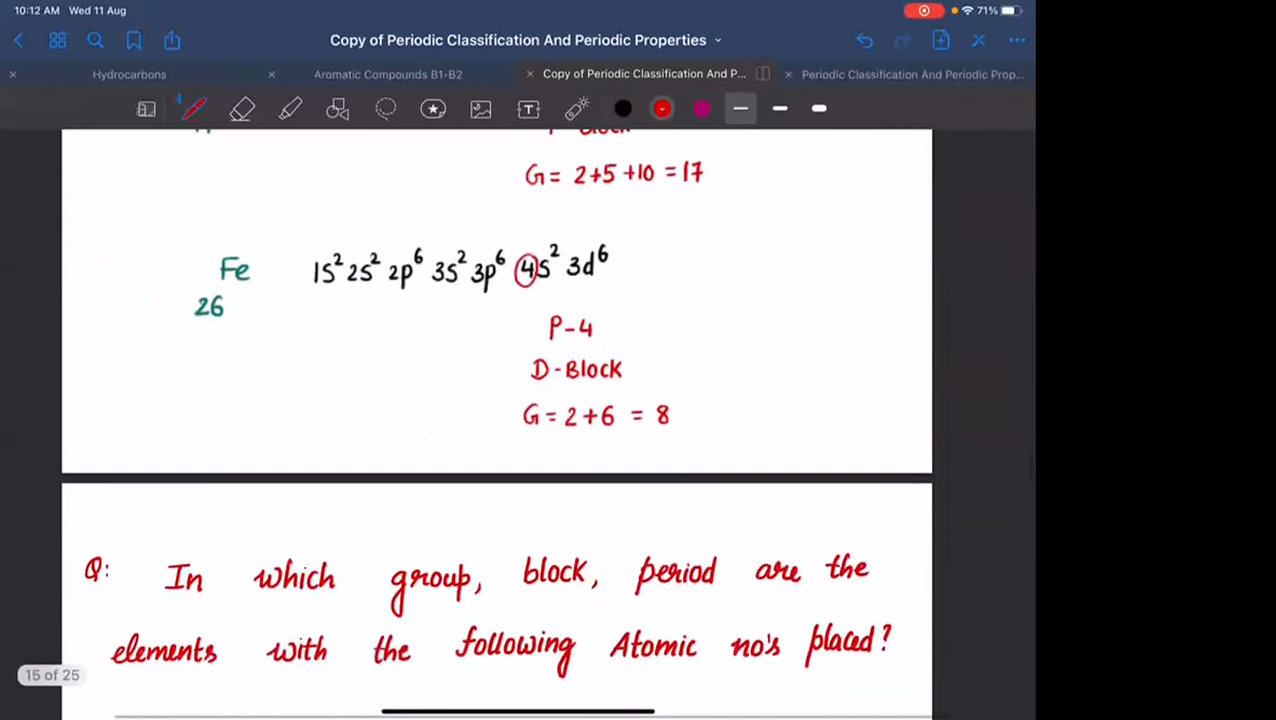 10:12 AM Wed 11 Aug
71%
Copy of Periodic Classification And Periodic Properties
Hydrocarbons
Aromatic Compounds B1-B2
Copy of Periodic Classification And P...
Periodic Classification And Periodic Prop...
G = 2+5+10 = 17
Fe 1s² 2s² 2p⁶ 3s² 3p⁶ 4s² 3d⁶
26
P-4
D-Block
G = 2+6 = 8
Q: In which group, block, period are the
elements with the following Atomic no's placed?
15 of 25